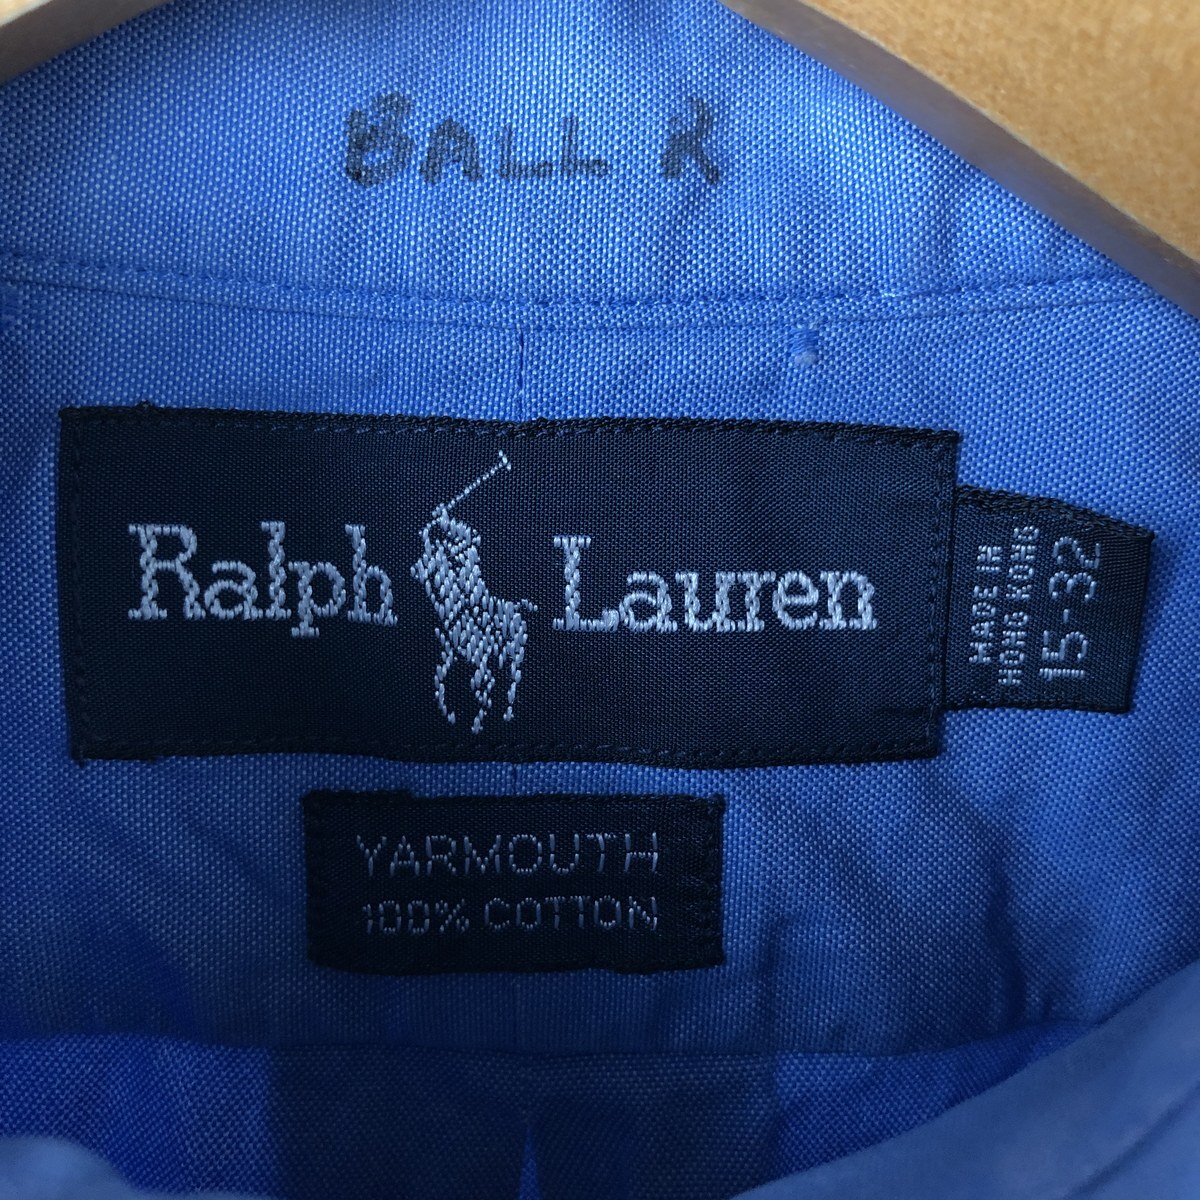 BALL K
Ralph Lauren
MADE IN
HONG KONG
15-32
YARMOUTH
100% COTTON